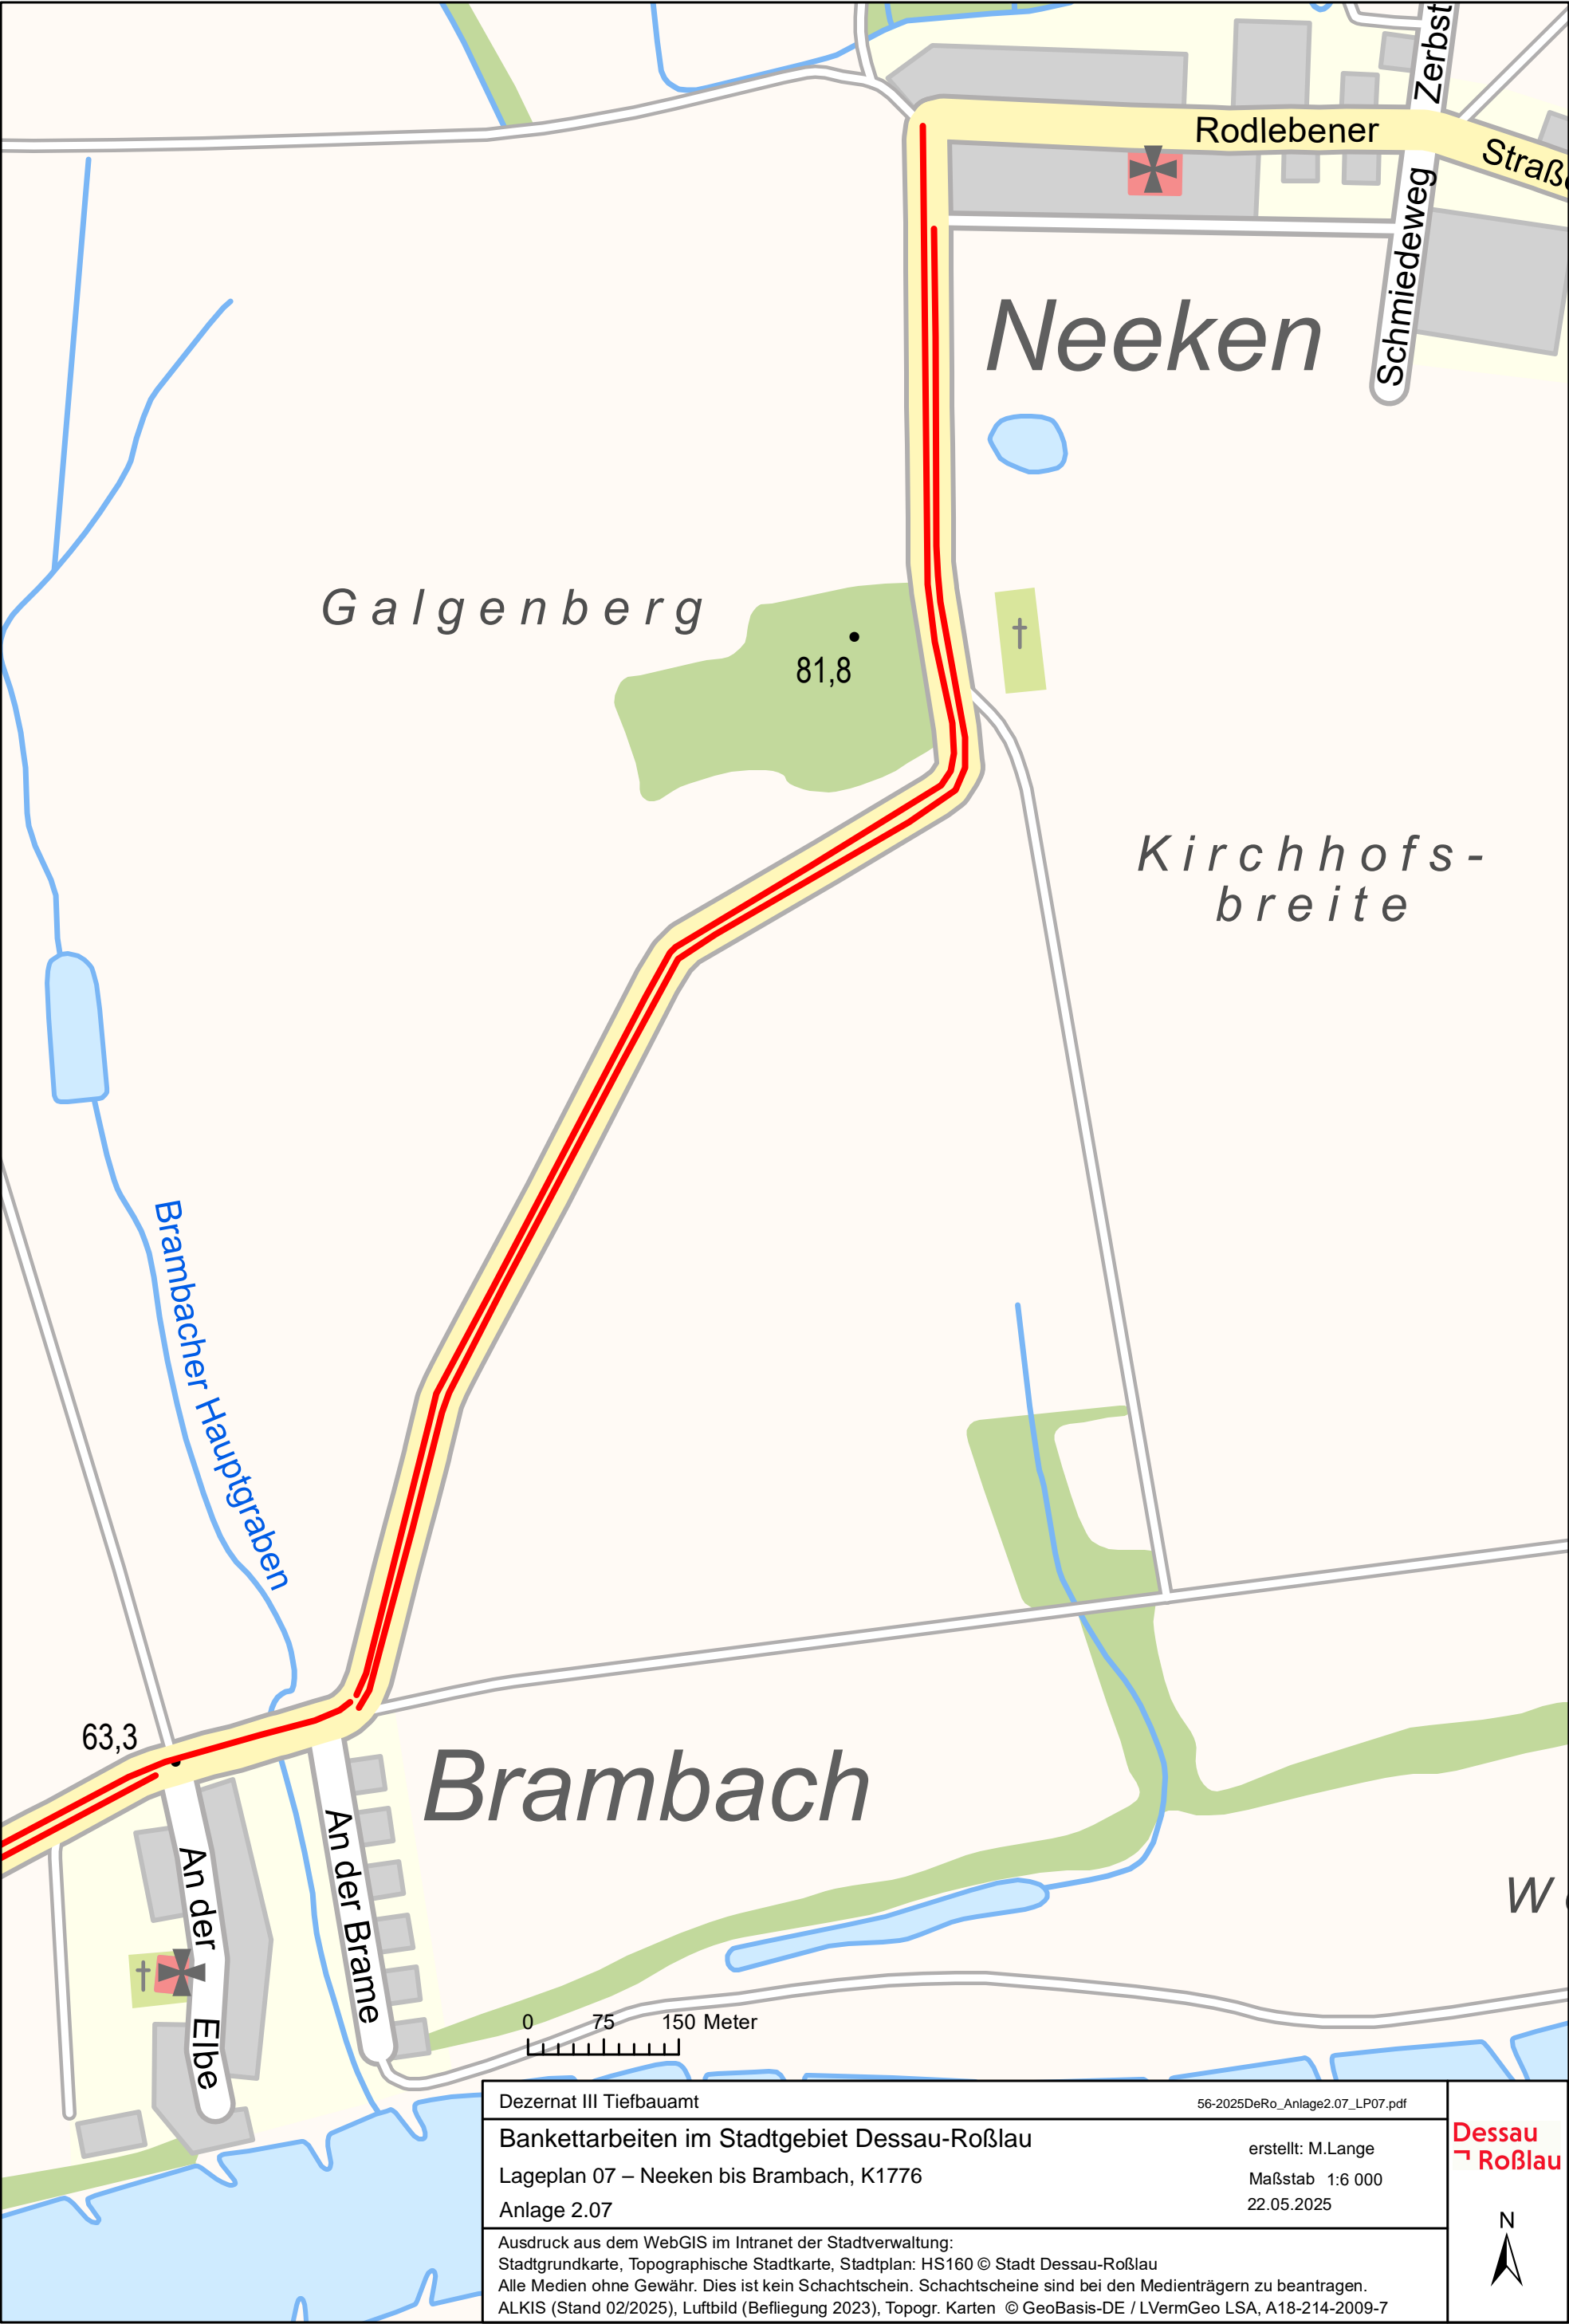 Zerbst
Rodlebener
Straße
Schmiedeweg
Neeken
Galgenberg
81,8
Kirchhofs-
breite
Brambacher Hauptgraben
63,3
Brambach
An der Brame
An der
Elbe
W
0 75 150 Meter
Dezernat III Tiefbauamt
56-2025DeRo_Anlage2.07_LP07.pdf
Bankettarbeiten im Stadtgebiet Dessau-Roßlau
Lageplan 07 – Neeken bis Brambach, K1776
Anlage 2.07
erstellt: M.Lange
Maßstab 1:6 000
22.05.2025
Dessau
Roßlau
N
Ausdruck aus dem WebGIS im Intranet der Stadtverwaltung:
Stadtgrundkarte, Topographische Stadtkarte, Stadtplan: HS160 © Stadt Dessau-Roßlau
Alle Medien ohne Gewähr. Dies ist kein Schachtschein. Schachtscheine sind bei den Medienträgern zu beantragen.
ALKIS (Stand 02/2025), Luftbild (Befliegung 2023), Topogr. Karten © GeoBasis-DE / LVermGeo LSA, A18-214-2009-7